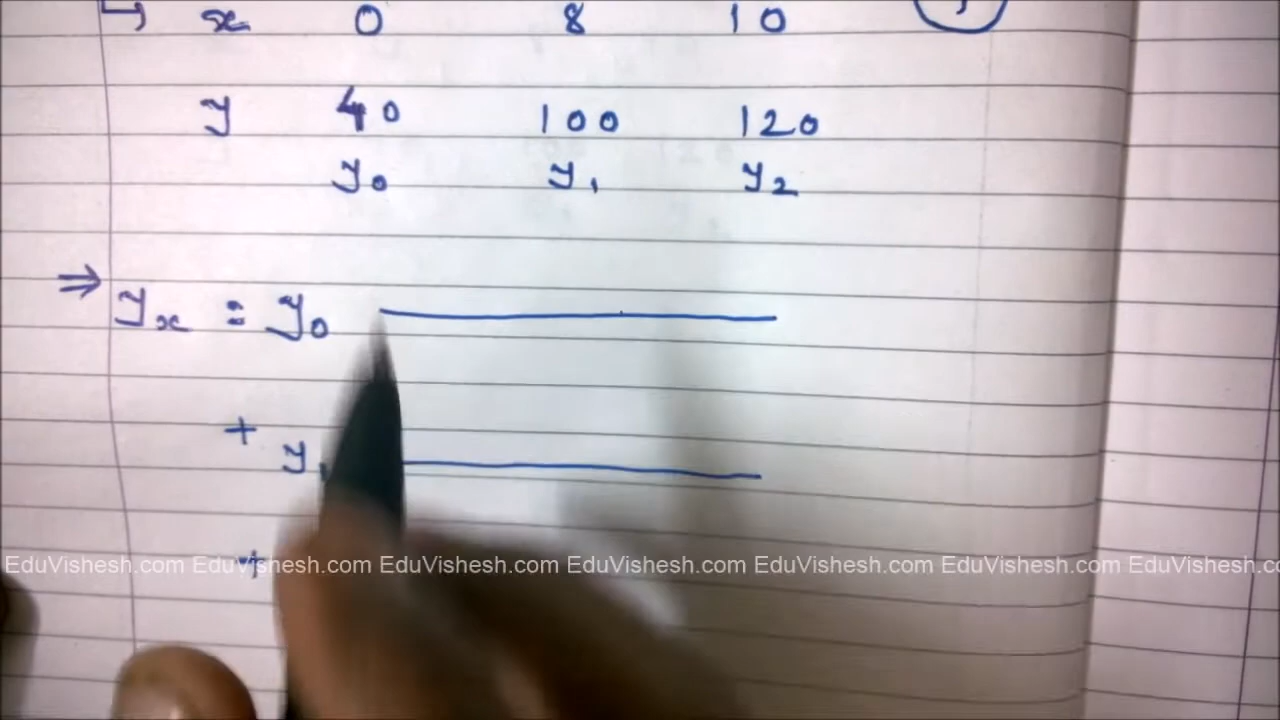 ↳ x 0 8 10
y 40 100 120
y₀ y₁ y₂
⇒ yₓ = y₀
+ y₁
+
EduVishesh.com EduVishesh.com EduVishesh.com EduVishesh.com EduVishesh.com EduVishesh.com EduVishesh.c